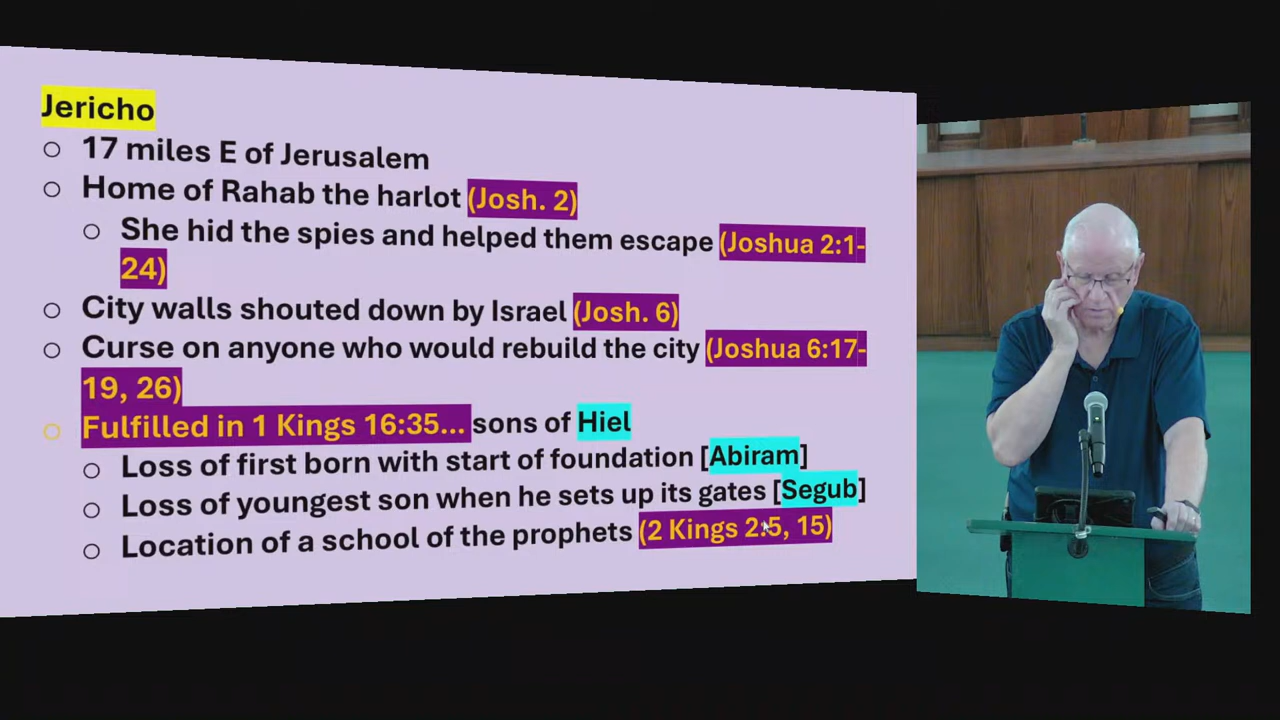 Jericho
17 miles E of Jerusalem
Home of Rahab the harlot (Josh. 2)
She hid the spies and helped them escape (Joshua 2:1-
24)
City walls shouted down by Israel (Josh. 6)
Curse on anyone who would rebuild the city (Joshua 6:17-
19, 26)
Fulfilled in 1 Kings 16:35... sons of Hiel
Loss of first born with start of foundation [Abiram]
Loss of youngest son when he sets up its gates [Segub]
Location of a school of the prophets (2 Kings 2:5, 15)